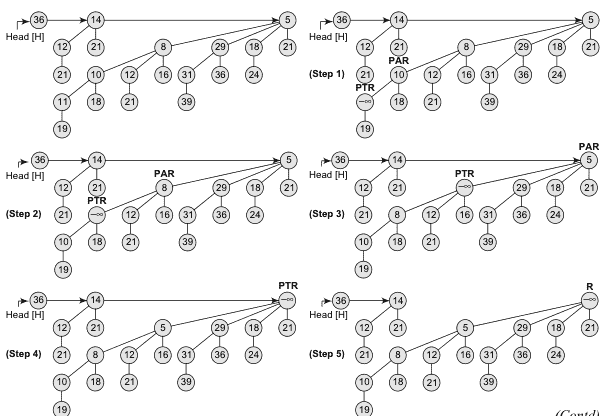 36 14 5
Head [H]
12 21 8 29 18 21
21 10 12 16 31 36 24
11 18 21 39
19
36 14 5
Head [H]
12 21 8 29 18 21
PAR
(Step 1) 21 10 12 16 31 36 24
PTR
–∞ 18 21 39
19
36 14 5
Head [H]
PAR
12 21 8 29 18 21
PTR
(Step 2) 21 –∞ 12 16 31 36 24
10 18 21 39
19
PAR
36 14 5
Head [H]
PTR
12 21 –∞ 29 18 21
(Step 3) 21 8 12 16 31 36 24
10 18 21 39
19
PTR
36 14 –∞
Head [H]
12 21 5 29 18 21
(Step 4) 21 8 12 16 31 36 24
10 18 21 39
19
R
36 14 –∞
Head [H]
12 21 5 29 18 21
(Step 5) 21 8 12 16 31 36 24
10 18 21 39
19
(Contd)